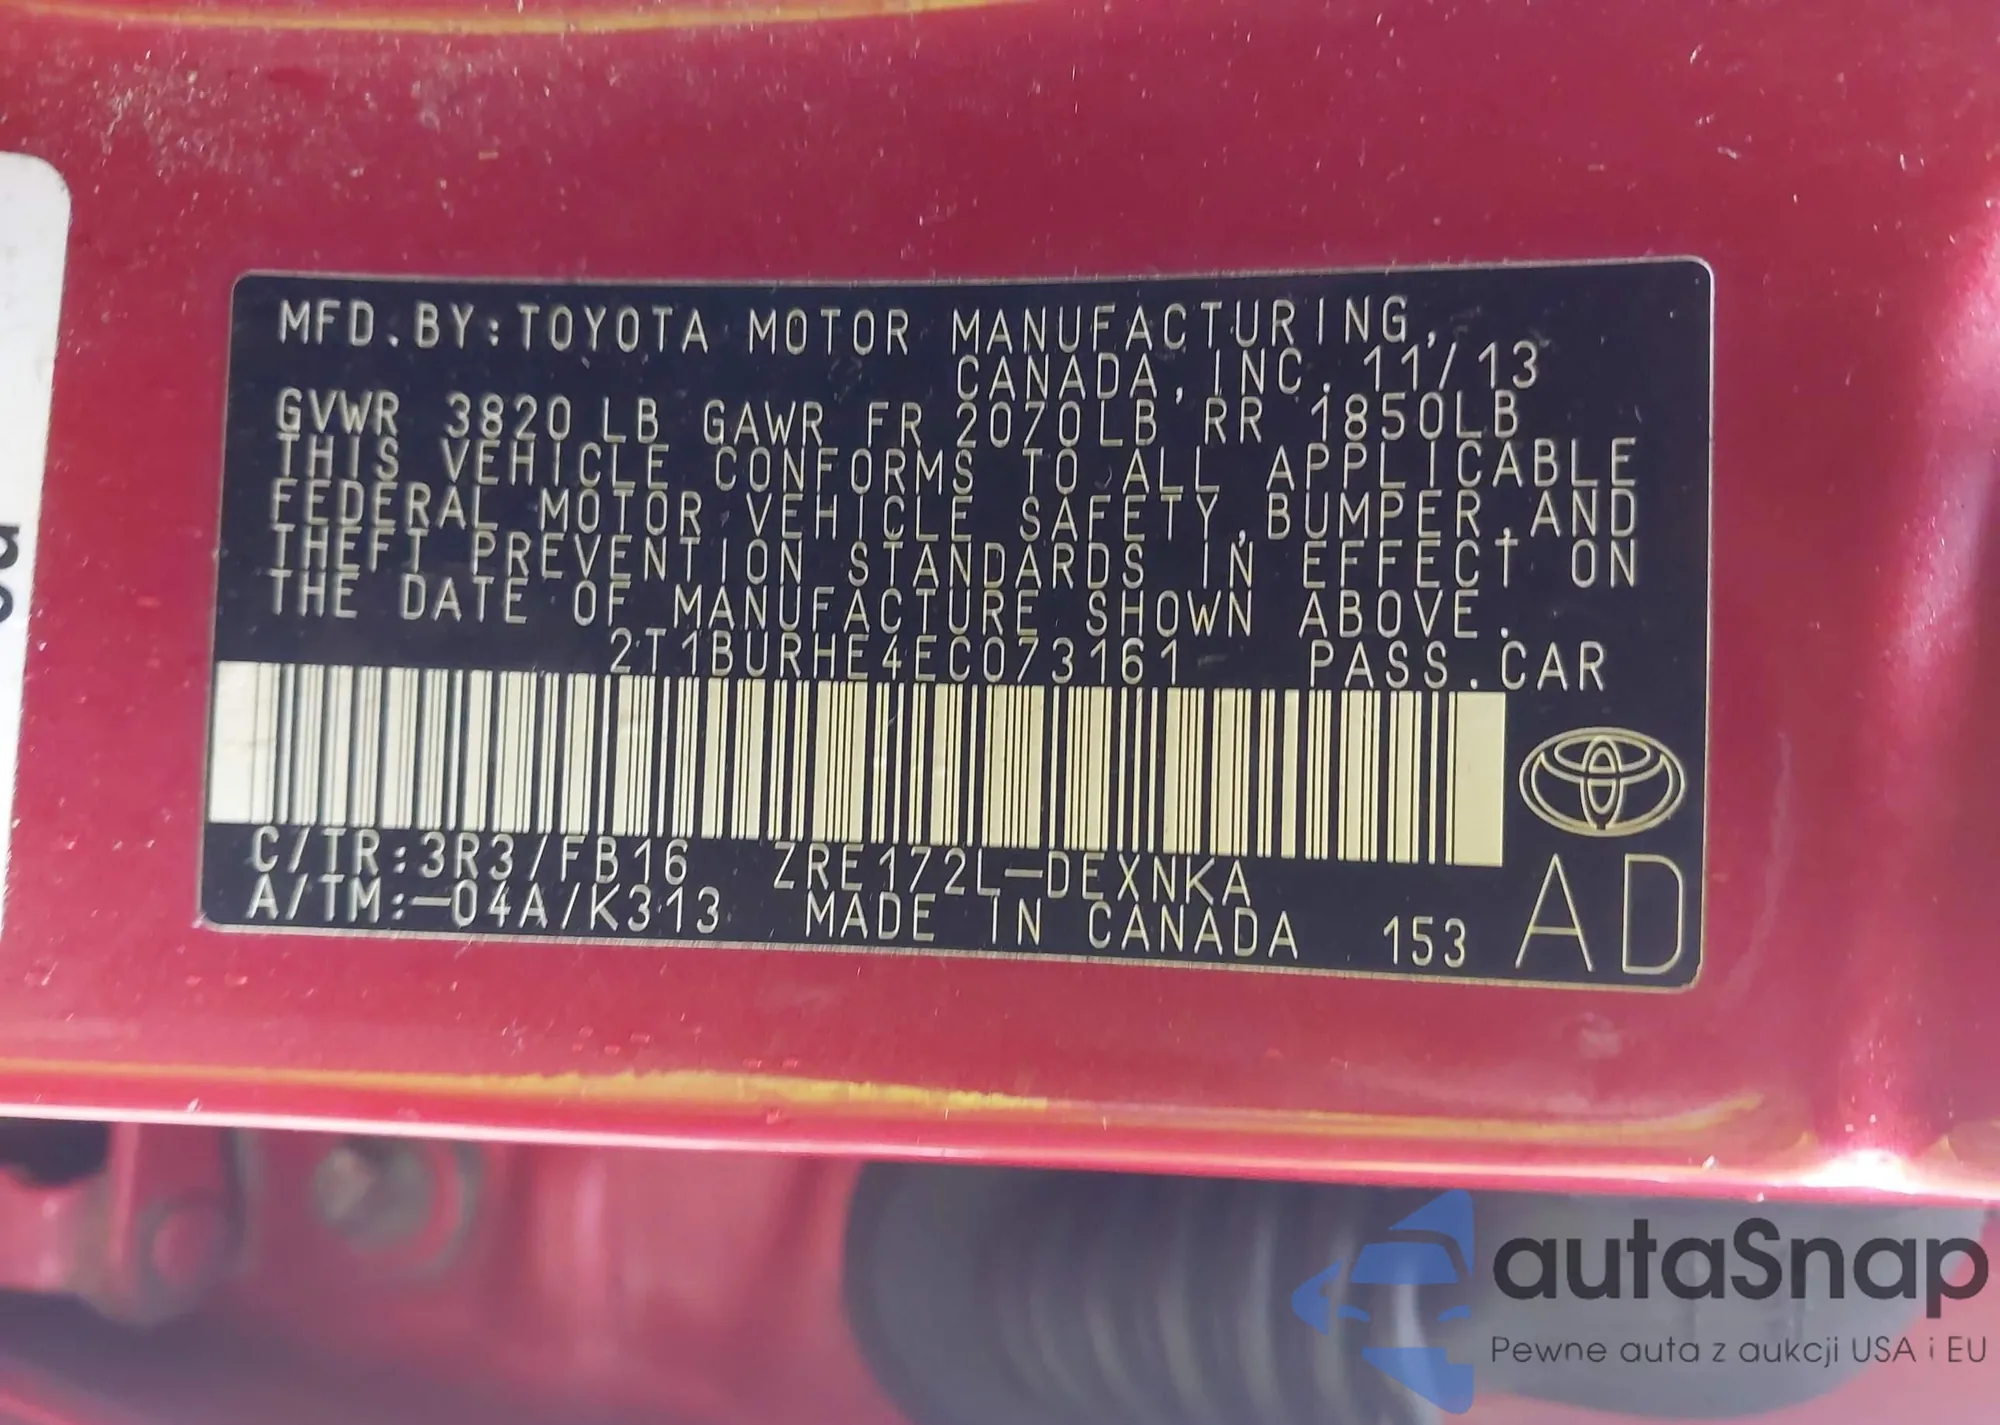 MFD.BY:TOYOTA MOTOR MANUFACTURING,
CANADA,INC. 11/13
GVWR 3820 LB GAWR FR 2070LB RR 1850LB
THIS VEHICLE CONFORMS TO ALL APPLICABLE
FEDERAL MOTOR VEHICLE SAFETY,BUMPER,AND
THEFT PREVENTION STANDARDS IN EFFECT ON
THE DATE OF MANUFACTURE SHOWN ABOVE.
2T1BURHE4EC073161 PASS.CAR
C/TR:3R3/FB16 ZRE172L-DEXNKA
A/TM:-04A/K313 MADE IN CANADA 153
AD
autaSnap
Pewne auta z aukcji USA i EU